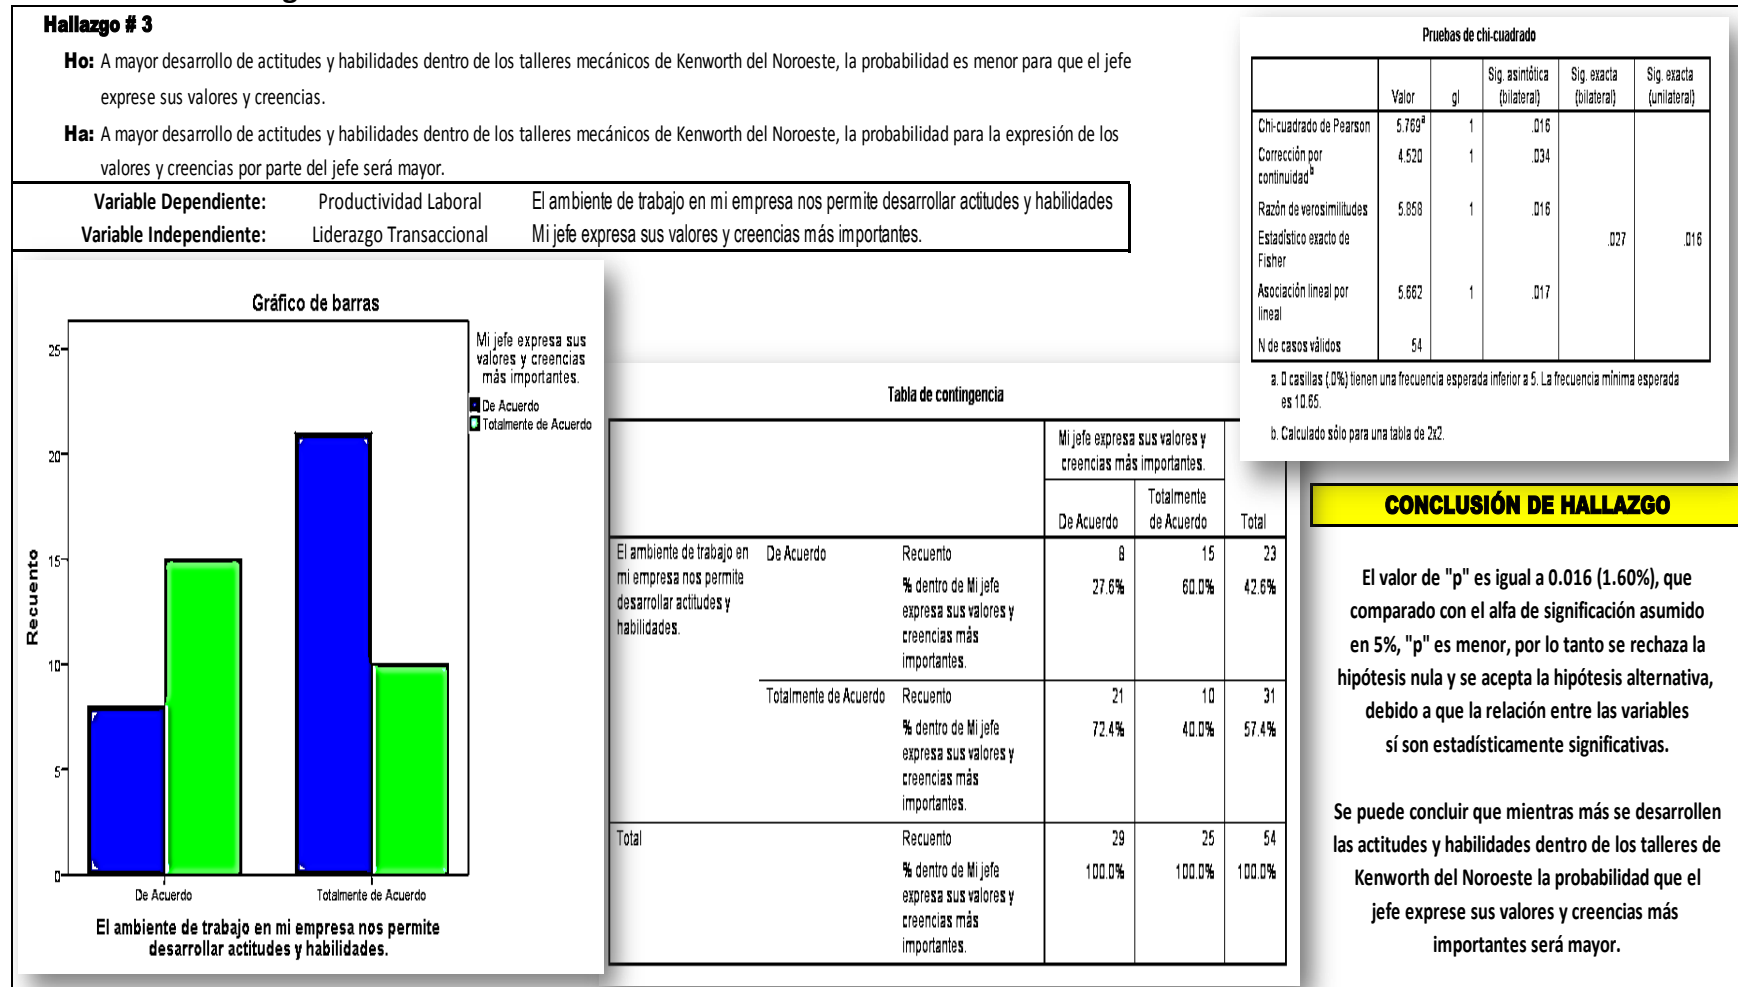 Hallazgo # 3
Ho: A mayor desarrollo de actitudes y habilidades dentro de los talleres mecánicos de Kenworth del Noroeste, la probabilidad es menor para que el jefe
exprese sus valores y creencias.
Ha: A mayor desarrollo de actitudes y habilidades dentro de los talleres mecánicos de Kenworth del Noroeste, la probabilidad para la expresión de los
valores y creencias por parte del jefe será mayor.
Variable Dependiente: Productividad Laboral El ambiente de trabajo en mi empresa nos permite desarrollar actitudes y habilidades
Variable Independiente: Liderazgo Transaccional Mi jefe expresa sus valores y creencias más importantes.
Pruebas de chi-cuadrado
Valor gl Sig. asintótica (bilateral) Sig. exacta (bilateral) Sig. exacta (unilateral)
Chi-cuadrado de Pearson 5.769a 1 .016
Corrección por continuidad b 4.520 1 .034
Razón de verosimilitudes 5.858 1 .016
Estadístico exacto de Fisher .027 .016
Asociación lineal por lineal 5.662 1 .017
N de casos válidos 54
a. 0 casillas (.0%) tienen una frecuencia esperada inferior a 5. La frecuencia mínima esperada
es 10.65.
b. Calculado sólo para una tabla de 2x2.
Gráfico de barras
Mi jefe expresa sus
valores y creencias
más importantes.
De Acuerdo
Totalmente de Acuerdo
Recuento
25
20
15
10
5
0
De Acuerdo Totalmente de Acuerdo
El ambiente de trabajo en mi empresa nos permite
desarrollar actitudes y habilidades.
Tabla de contingencia
Mi jefe expresa sus valores y
creencias más importantes.
De Acuerdo Totalmente de Acuerdo Total
El ambiente de trabajo en mi empresa nos permite desarrollar actitudes y habilidades. De Acuerdo Recuento 8 15 23
% dentro de Mi jefe expresa sus valores y creencias más importantes. 27.6% 60.0% 42.6%
Totalmente de Acuerdo Recuento 21 10 31
% dentro de Mi jefe expresa sus valores y creencias más importantes. 72.4% 40.0% 57.4%
Total Recuento 29 25 54
% dentro de Mi jefe expresa sus valores y creencias más importantes. 100.0% 100.0% 100.0%
CONCLUSIÓN DE HALLAZGO
El valor de "p" es igual a 0.016 (1.60%), que
comparado con el alfa de significación asumido
en 5%, "p" es menor, por lo tanto se rechaza la
hipótesis nula y se acepta la hipótesis alternativa,
debido a que la relación entre las variables
sí son estadísticamente significativas.
Se puede concluir que mientras más se desarrollen
las actitudes y habilidades dentro de los talleres de
Kenworth del Noroeste la probabilidad que el
jefe exprese sus valores y creencias más
importantes será mayor.